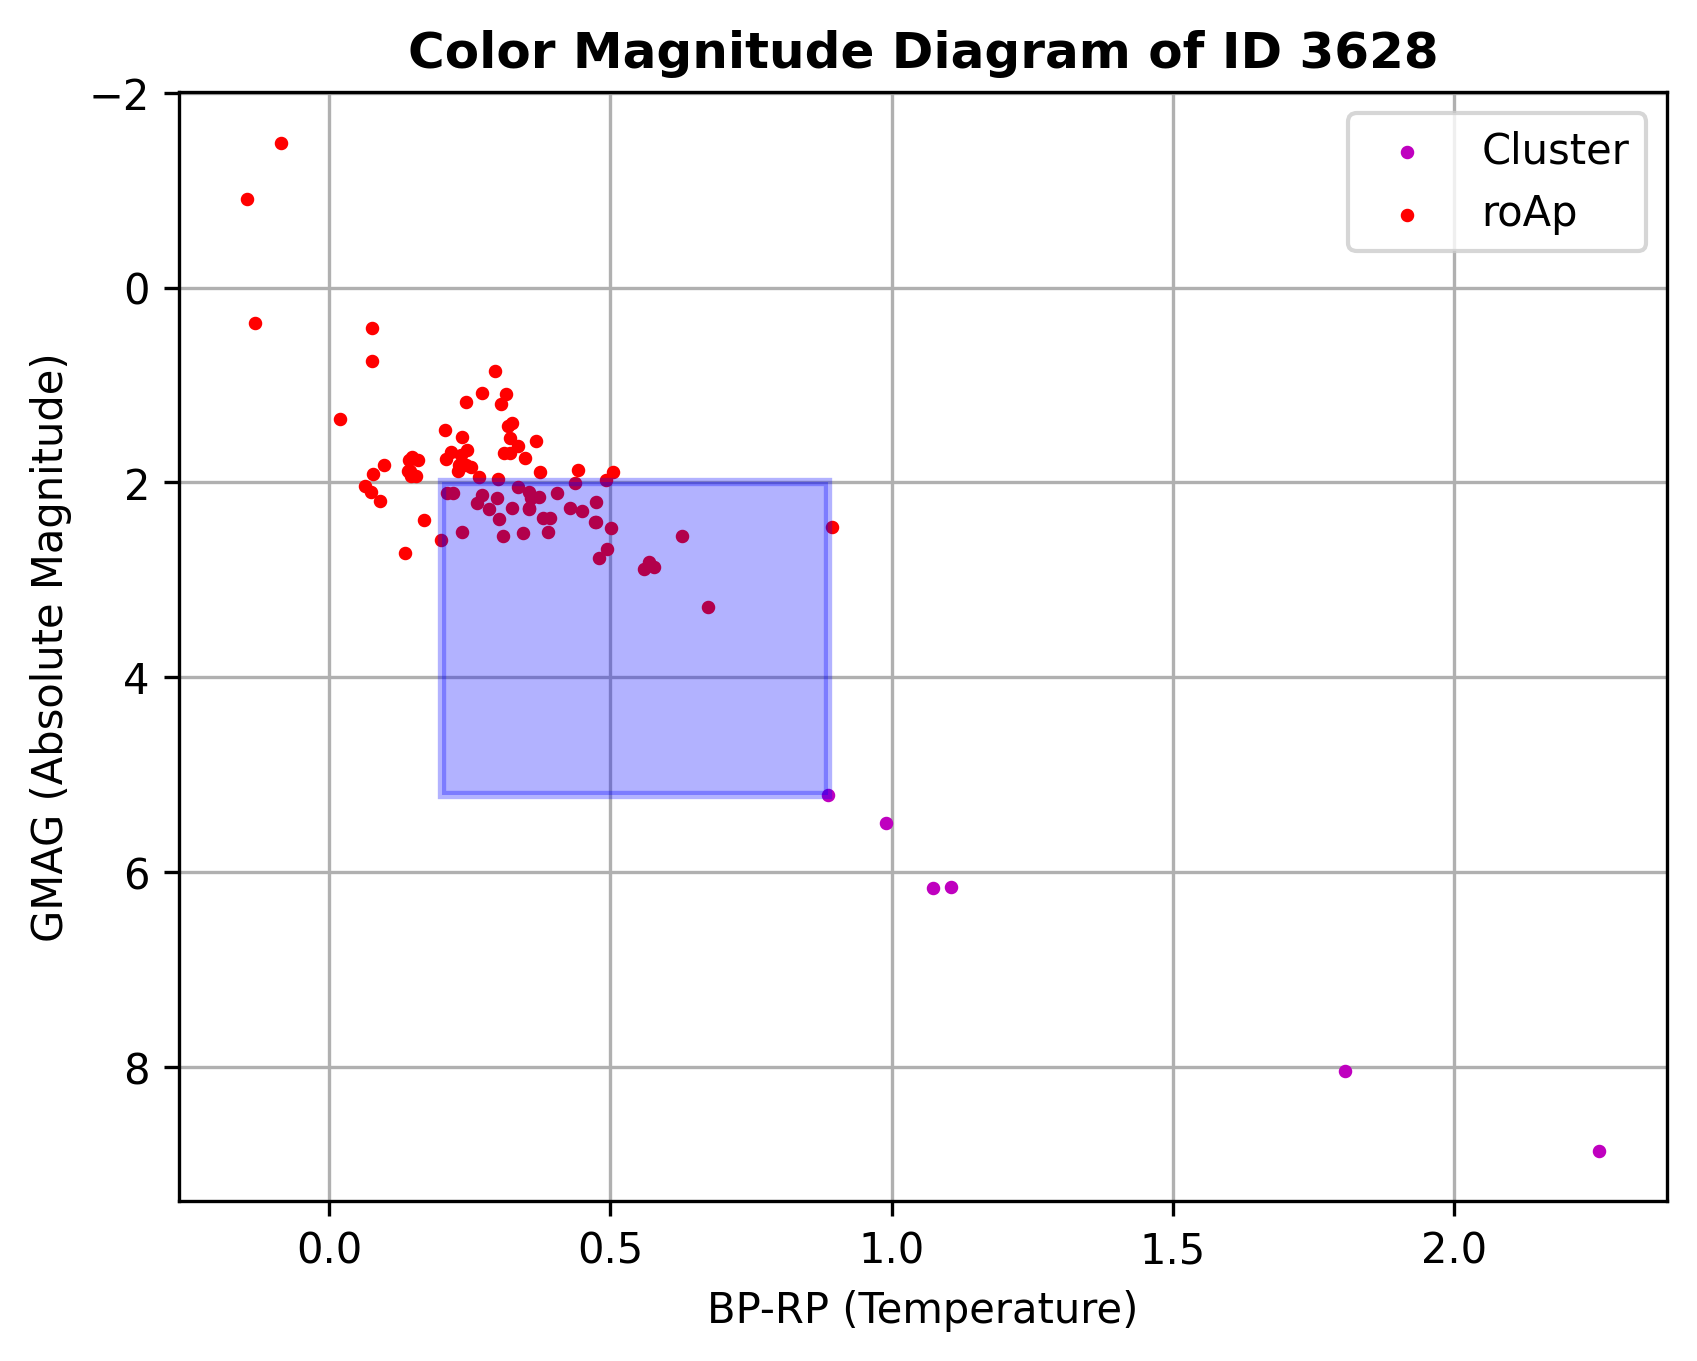 Color Magnitude Diagram of ID 3628
−2
0
2
4
6
8
GMAG (Absolute Magnitude)
Cluster
roAp
0.0 0.5 1.0 1.5 2.0
BP-RP (Temperature)